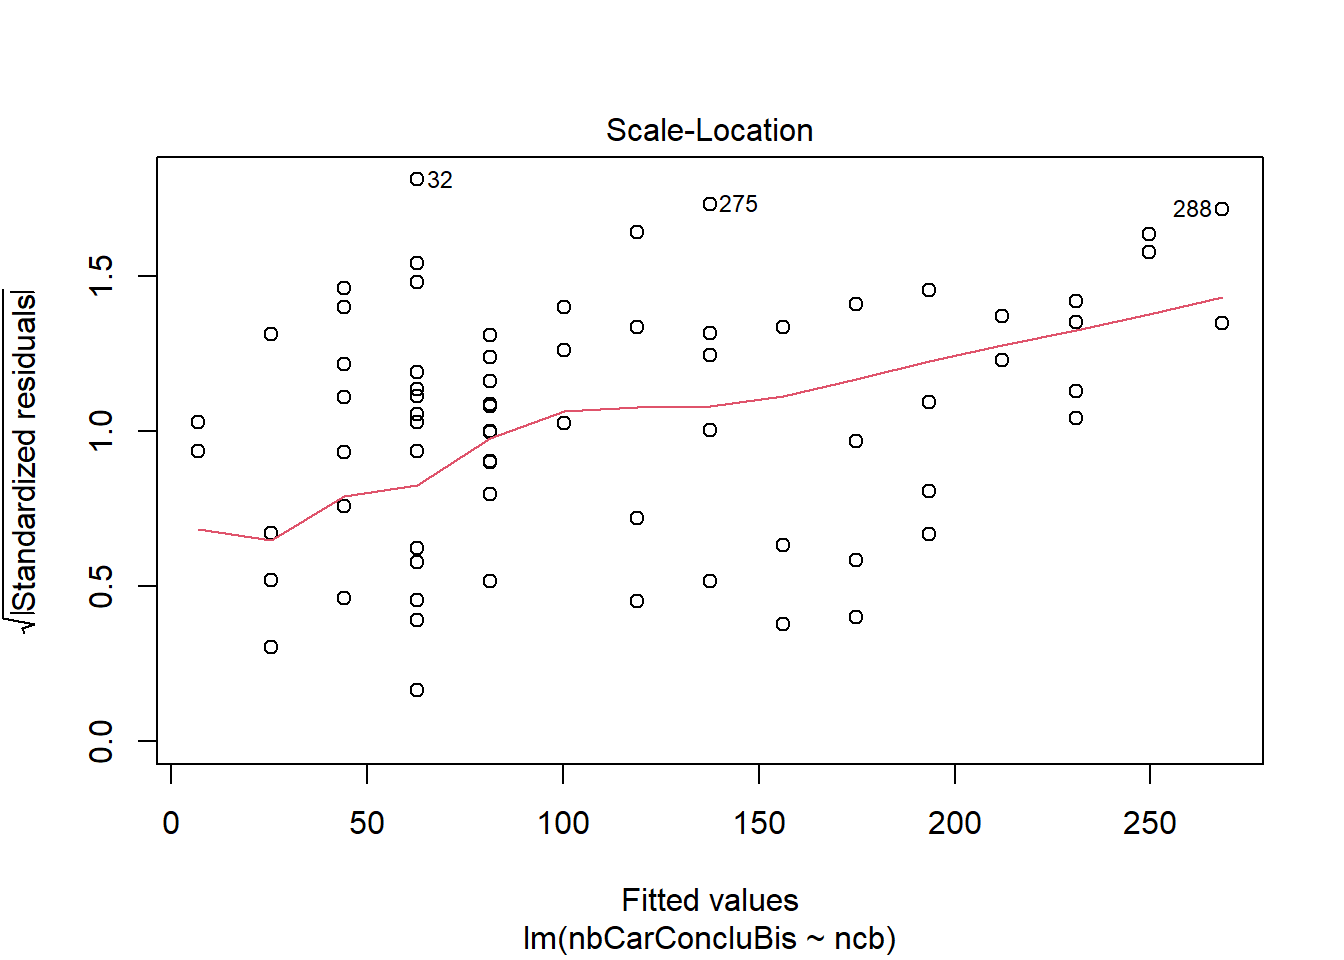 Scale-Location
√|Standardized residuals|
0.0
0.5
1.0
1.5
32
275
288
0 50 100 150 200 250
Fitted values
lm(nbCarConcluBis ~ ncb)